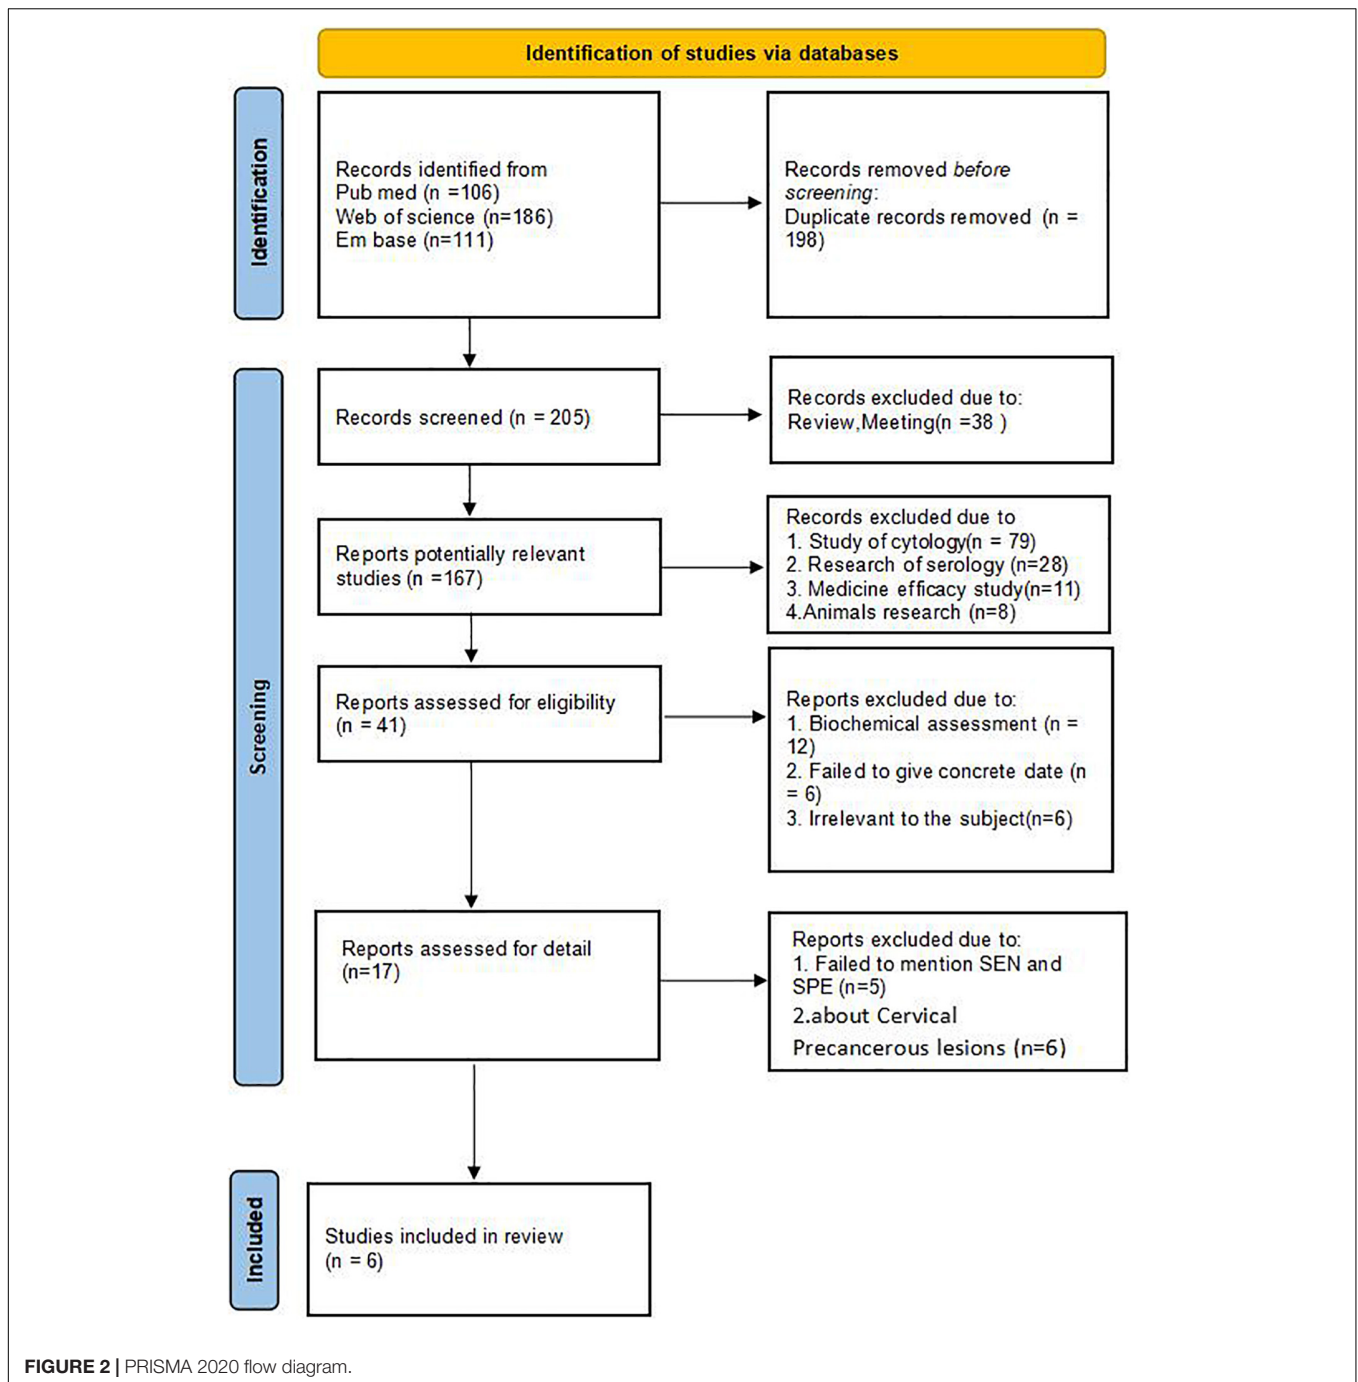 Identification of studies via databases
Identification
Records identified from
Pub med (n =106)
Web of science (n=186)
Em base (n=111)
Records removed before
screening:
Duplicate records removed (n =
198)
Screening
Records screened (n = 205)
Records excluded due to:
Review,Meeting(n =38 )
Reports potentially relevant
studies (n =167)
Records excluded due to
1. Study of cytology(n = 79)
2. Research of serology (n=28)
3. Medicine efficacy study(n=11)
4.Animals research (n=8)
Reports assessed for eligibility
(n = 41)
Reports excluded due to:
1. Biochemical assessment (n =
12)
2. Failed to give concrete date (n
= 6)
3. Irrelevant to the subject(n=6)
Reports assessed for detail
(n=17)
Reports excluded due to:
1. Failed to mention SEN and
SPE (n=5)
2.about Cervical
Precancerous lesions (n=6)
Included
Studies included in review
(n = 6)
FIGURE 2 | PRISMA 2020 flow diagram.